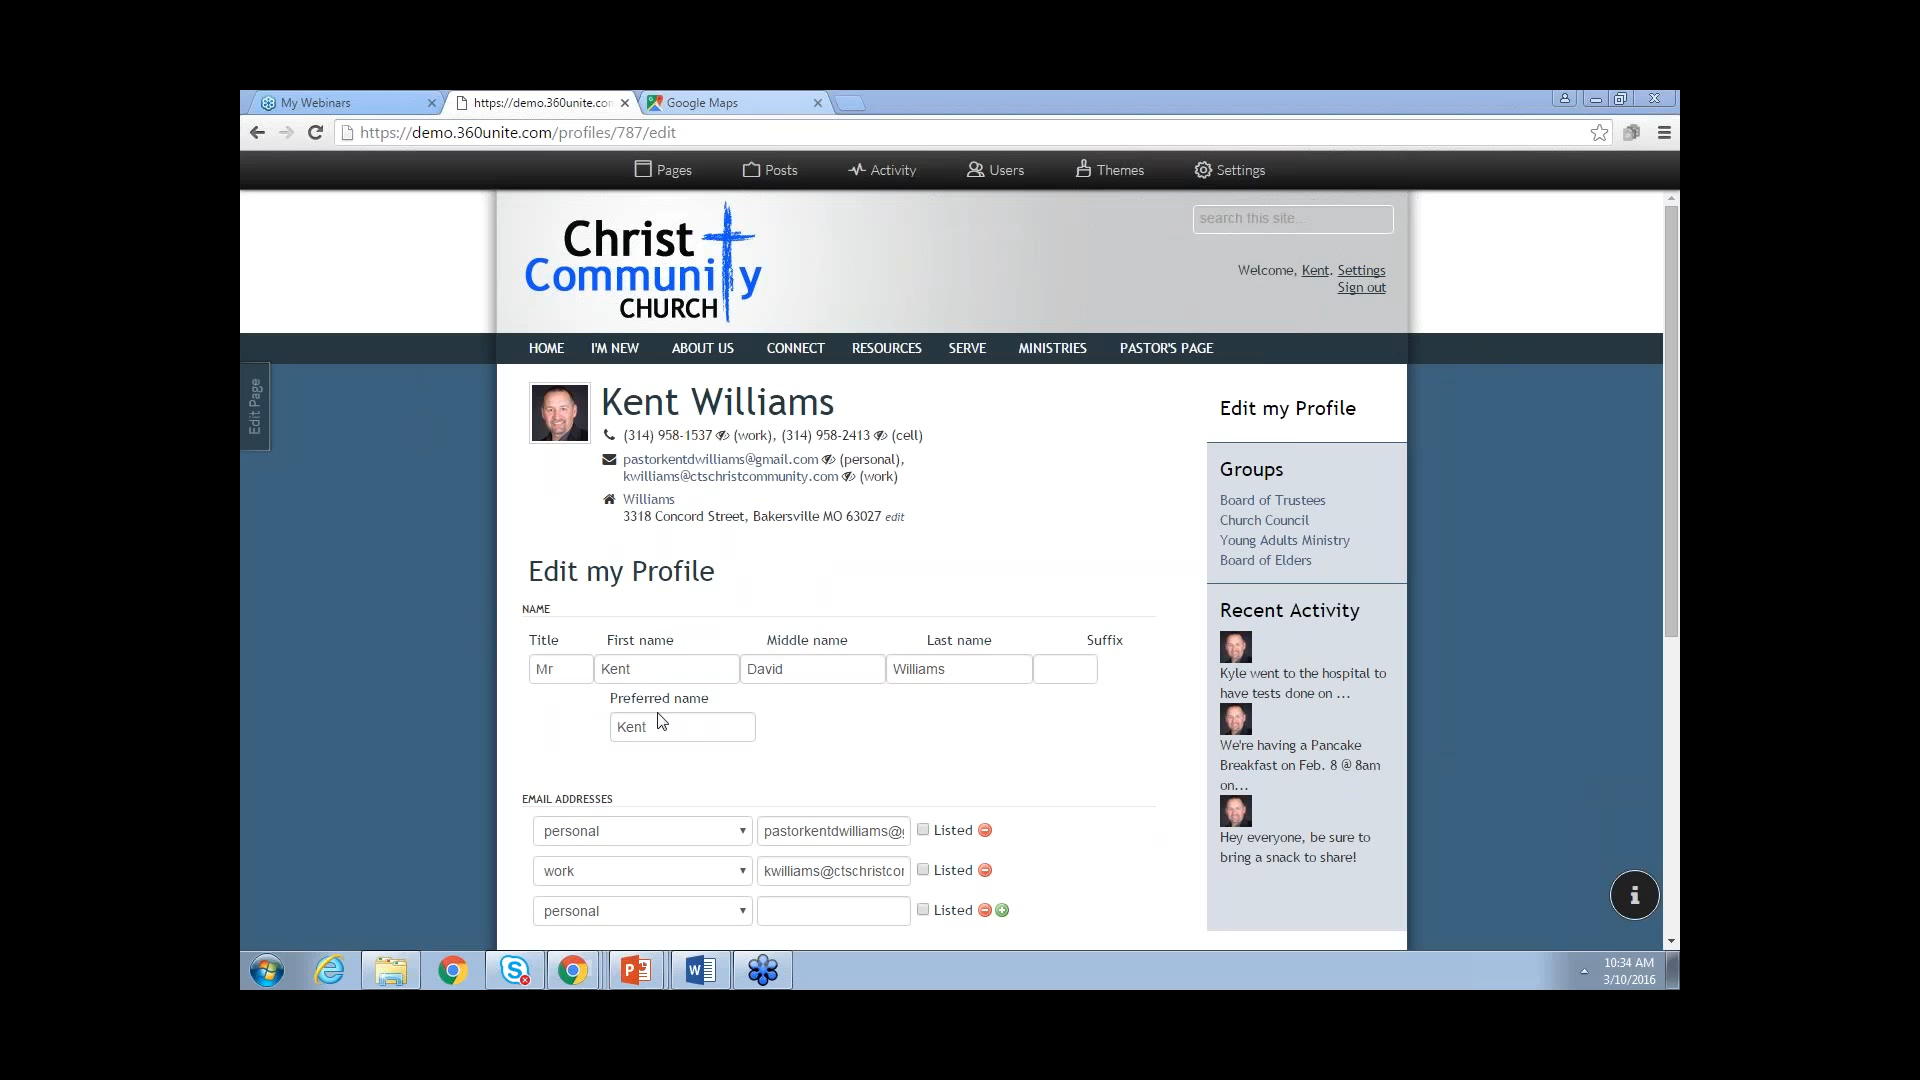 My Webinars
https://demo.360unite.com
Google Maps
https://demo.360unite.com/profiles/787/edit
Pages Posts Activity Users Themes Settings
Christ
Community
CHURCH
search this site...
Welcome, Kent. Settings
Sign out
HOME I'M NEW ABOUT US CONNECT RESOURCES SERVE MINISTRIES PASTOR'S PAGE
Edit Page
Kent Williams
(314) 958-1537 (work), (314) 958-2413 (cell)
pastorkentdwilliams@gmail.com (personal),
kwilliams@ctschristcommunity.com (work)
Williams
3318 Concord Street, Bakersville MO 63027 edit
Edit my Profile
NAME
Title First name Middle name Last name Suffix
Mr Kent David Williams
Preferred name
Kent
EMAIL ADDRESSES
personal pastorkentdwilliams@g Listed
work kwilliams@ctschristcor Listed
personal Listed
Edit my Profile
Groups
Board of Trustees
Church Council
Young Adults Ministry
Board of Elders
Recent Activity
Kyle went to the hospital to
have tests done on ...
We're having a Pancake
Breakfast on Feb. 8 @ 8am
on...
Hey everyone, be sure to
bring a snack to share!
10:34 AM
3/10/2016